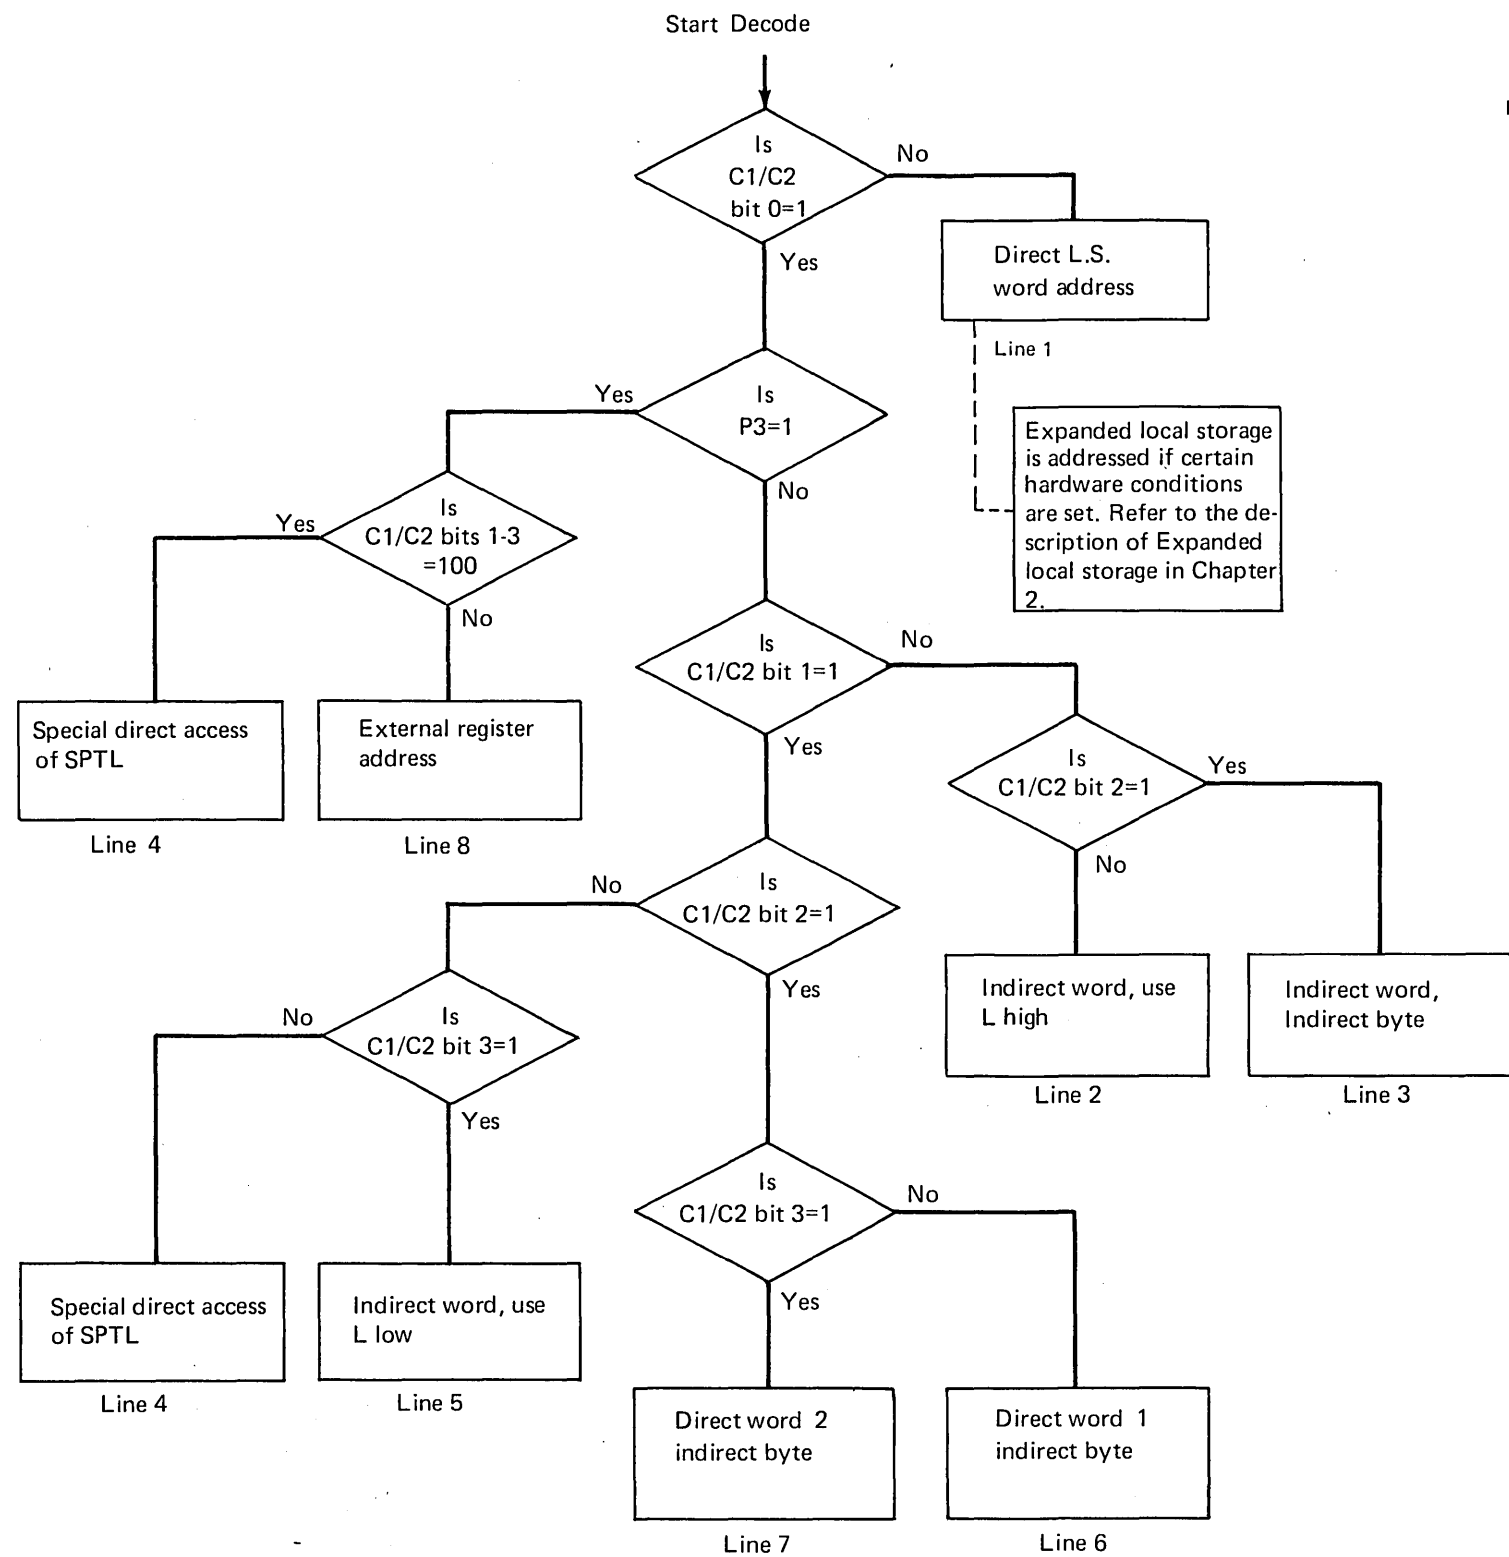 Start Decode
Is
C1/C2
bit 0=1
No
Yes
Direct L.S.
word address
Line 1
Expanded local storage
is addressed if certain
hardware conditions
are set. Refer to the de-
scription of Expanded
local storage in Chapter
2.
Is
P3=1
Yes
No
Is
C1/C2 bits 1-3
=100
Yes
No
Special direct access
of SPTL
Line 4
External register
address
Line 8
Is
C1/C2 bit 1=1
No
Yes
Is
C1/C2 bit 2=1
Yes
No
Indirect word, use
L high
Line 2
Indirect word,
Indirect byte
Line 3
Is
C1/C2 bit 2=1
No
Yes
Is
C1/C2 bit 3=1
No
Yes
Special direct access
of SPTL
Line 4
Indirect word, use
L low
Line 5
Is
C1/C2 bit 3=1
No
Yes
Direct word 2
indirect byte
Line 7
Direct word 1
indirect byte
Line 6